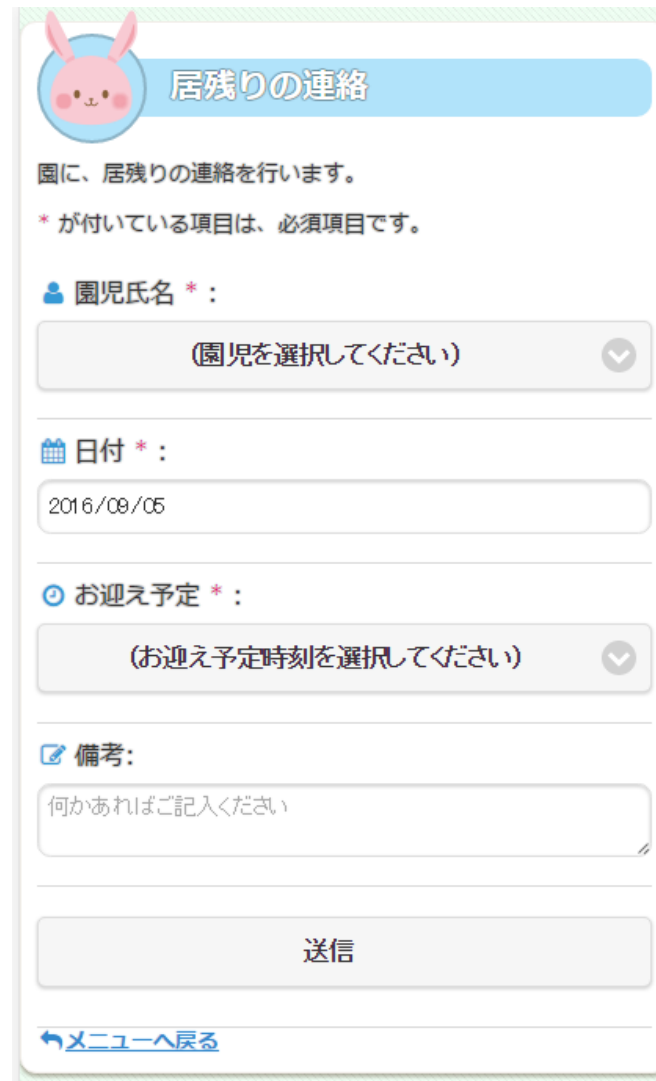 居残りの連絡
園に、居残りの連絡を行います。
* が付いている項目は、必須項目です。
園児氏名 * :
(園児を選択してください)
日付 * :
2016/09/05
お迎え予定 * :
(お迎え予定時刻を選択してください)
備考:
何かあればご記入ください
送信
メニューへ戻る